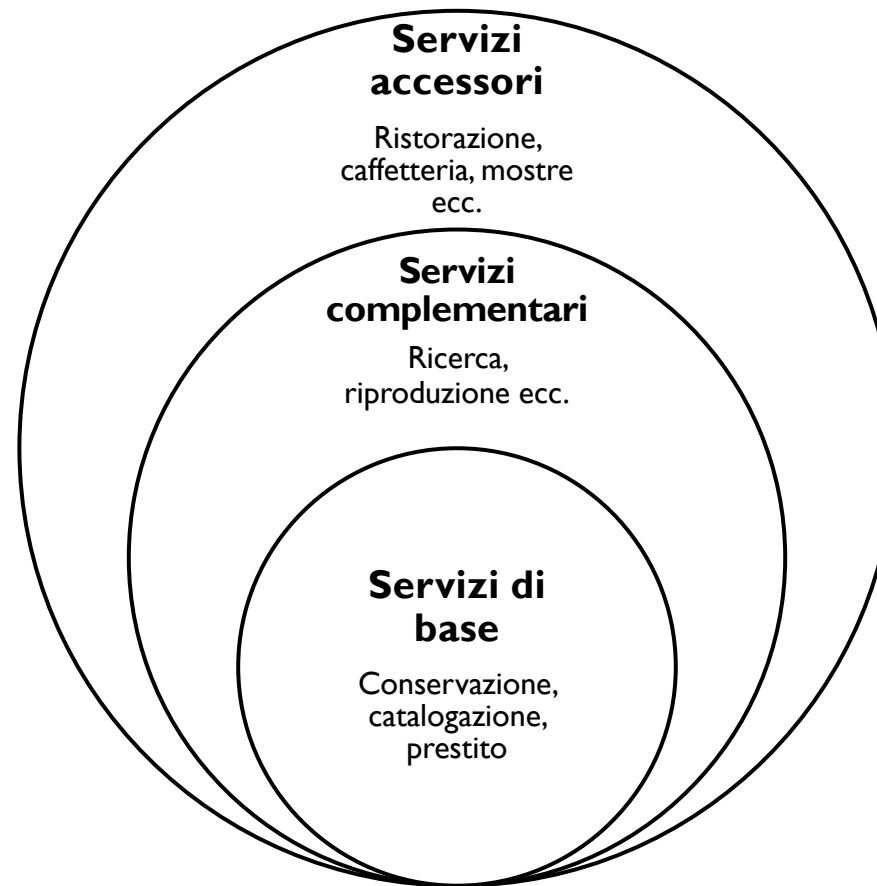 Servizi
accessori
Ristorazione,
caffetteria, mostre
ecc.
Servizi
complementari
Ricerca,
riproduzione ecc.
Servizi di
base
Conservazione,
catalogazione,
prestito